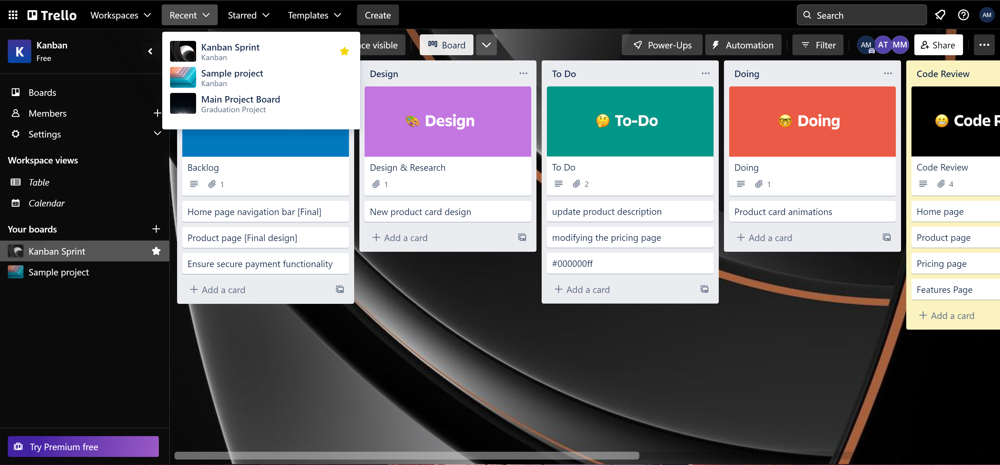 Trello
Workspaces
Recent
Starred
Templates
Create
Search
AM
K
Kanban
Free
Boards
Members
Settings
Workspace views
Table
Calendar
Your boards
Kanban Sprint
Sample project
Try Premium free
Kanban Sprint
Kanban
Sample project
Kanban
Main Project Board
Graduation Project
ce visible
Board
Power-Ups
Automation
Filter
AM
AT
MM
Share
Backlog
1
Home page navigation bar [Final]
Product page [Final design]
Ensure secure payment functionality
Add a card
Design
Design
Design & Research
1
New product card design
Add a card
To Do
To-Do
To Do
2
update product description
modifying the pricing page
#000000ff
Add a card
Doing
Doing
Doing
1
Product card animations
Add a card
Code Review
Code R
Code Review
4
Home page
Product page
Pricing page
Features Page
Add a card